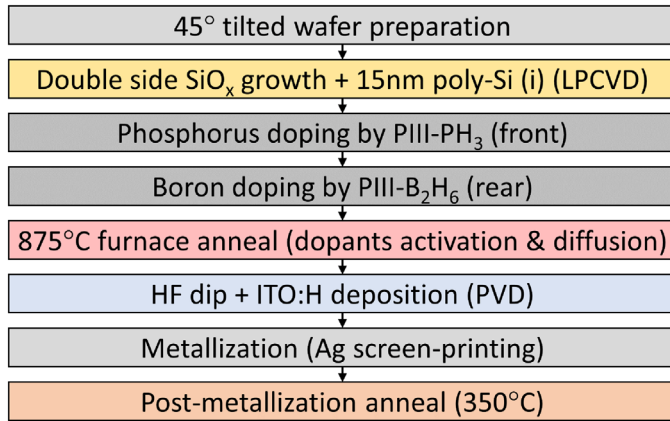 45° tilted wafer preparation
Double side SiOₓ growth + 15nm poly-Si (i) (LPCVD)
Phosphorus doping by PIII-PH₃ (front)
Boron doping by PIII-B₂H₆ (rear)
875°C furnace anneal (dopants activation & diffusion)
HF dip + ITO:H deposition (PVD)
Metallization (Ag screen-printing)
Post-metallization anneal (350°C)